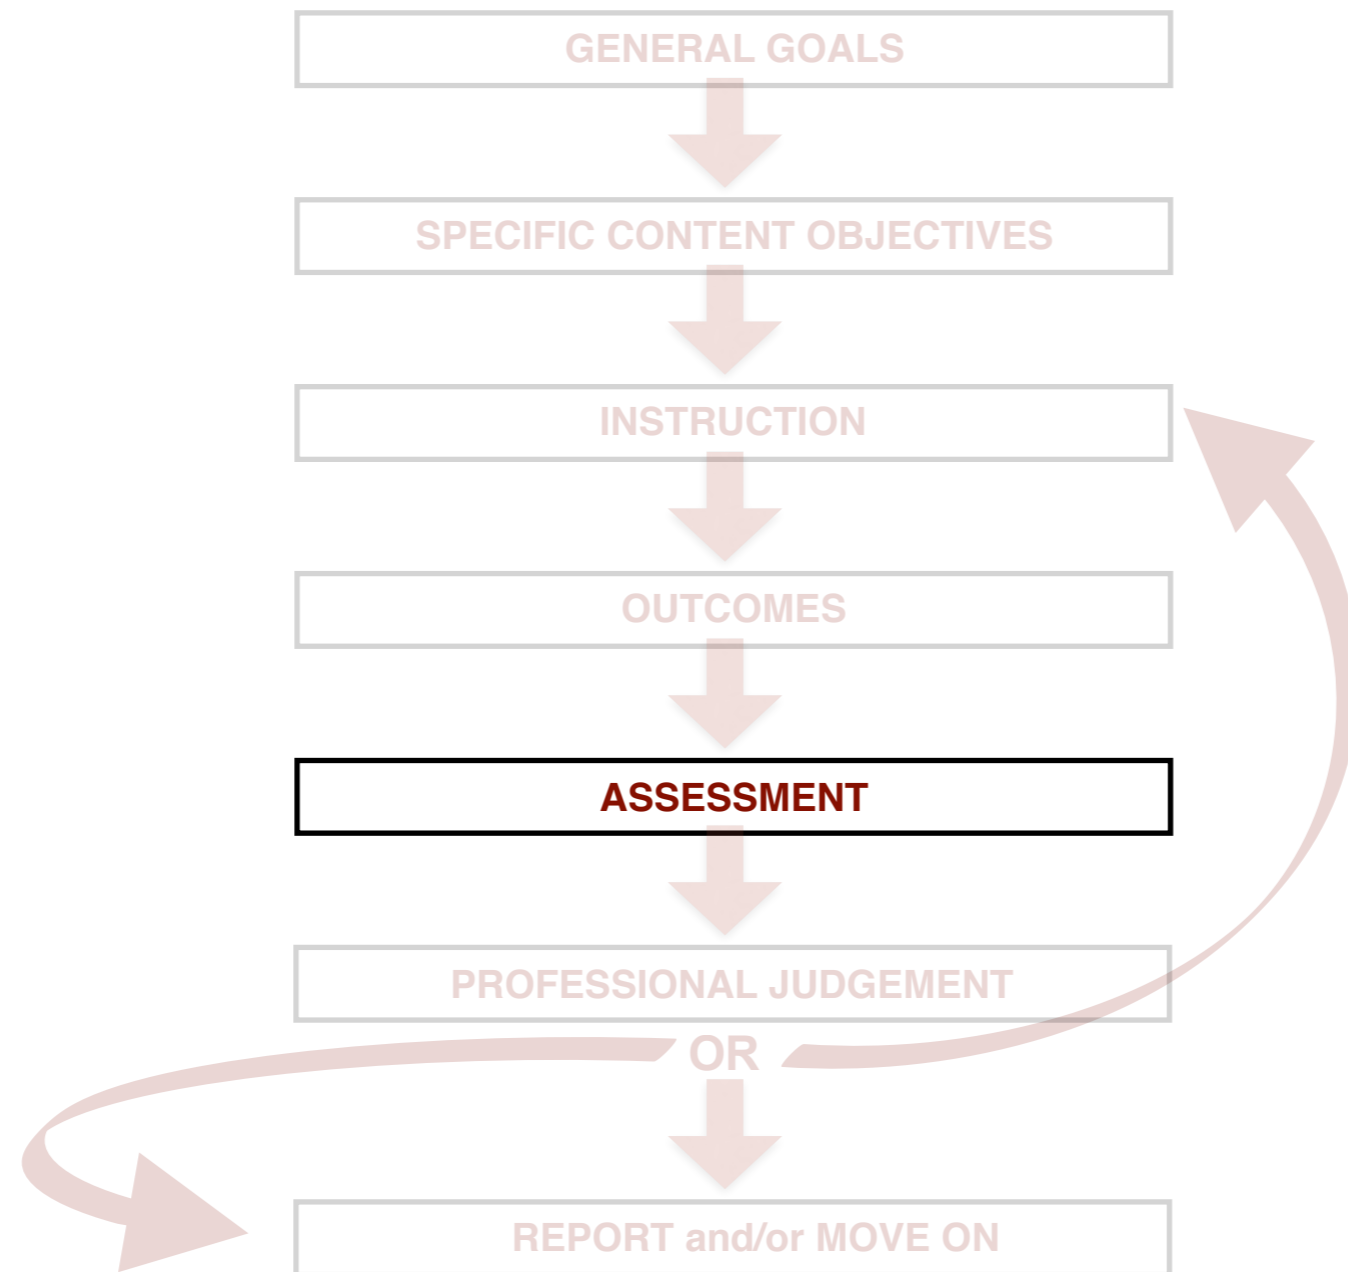 GENERAL GOALS
SPECIFIC CONTENT OBJECTIVES
INSTRUCTION
OUTCOMES
ASSESSMENT
PROFESSIONAL JUDGEMENT
OR
REPORT and/or MOVE ON